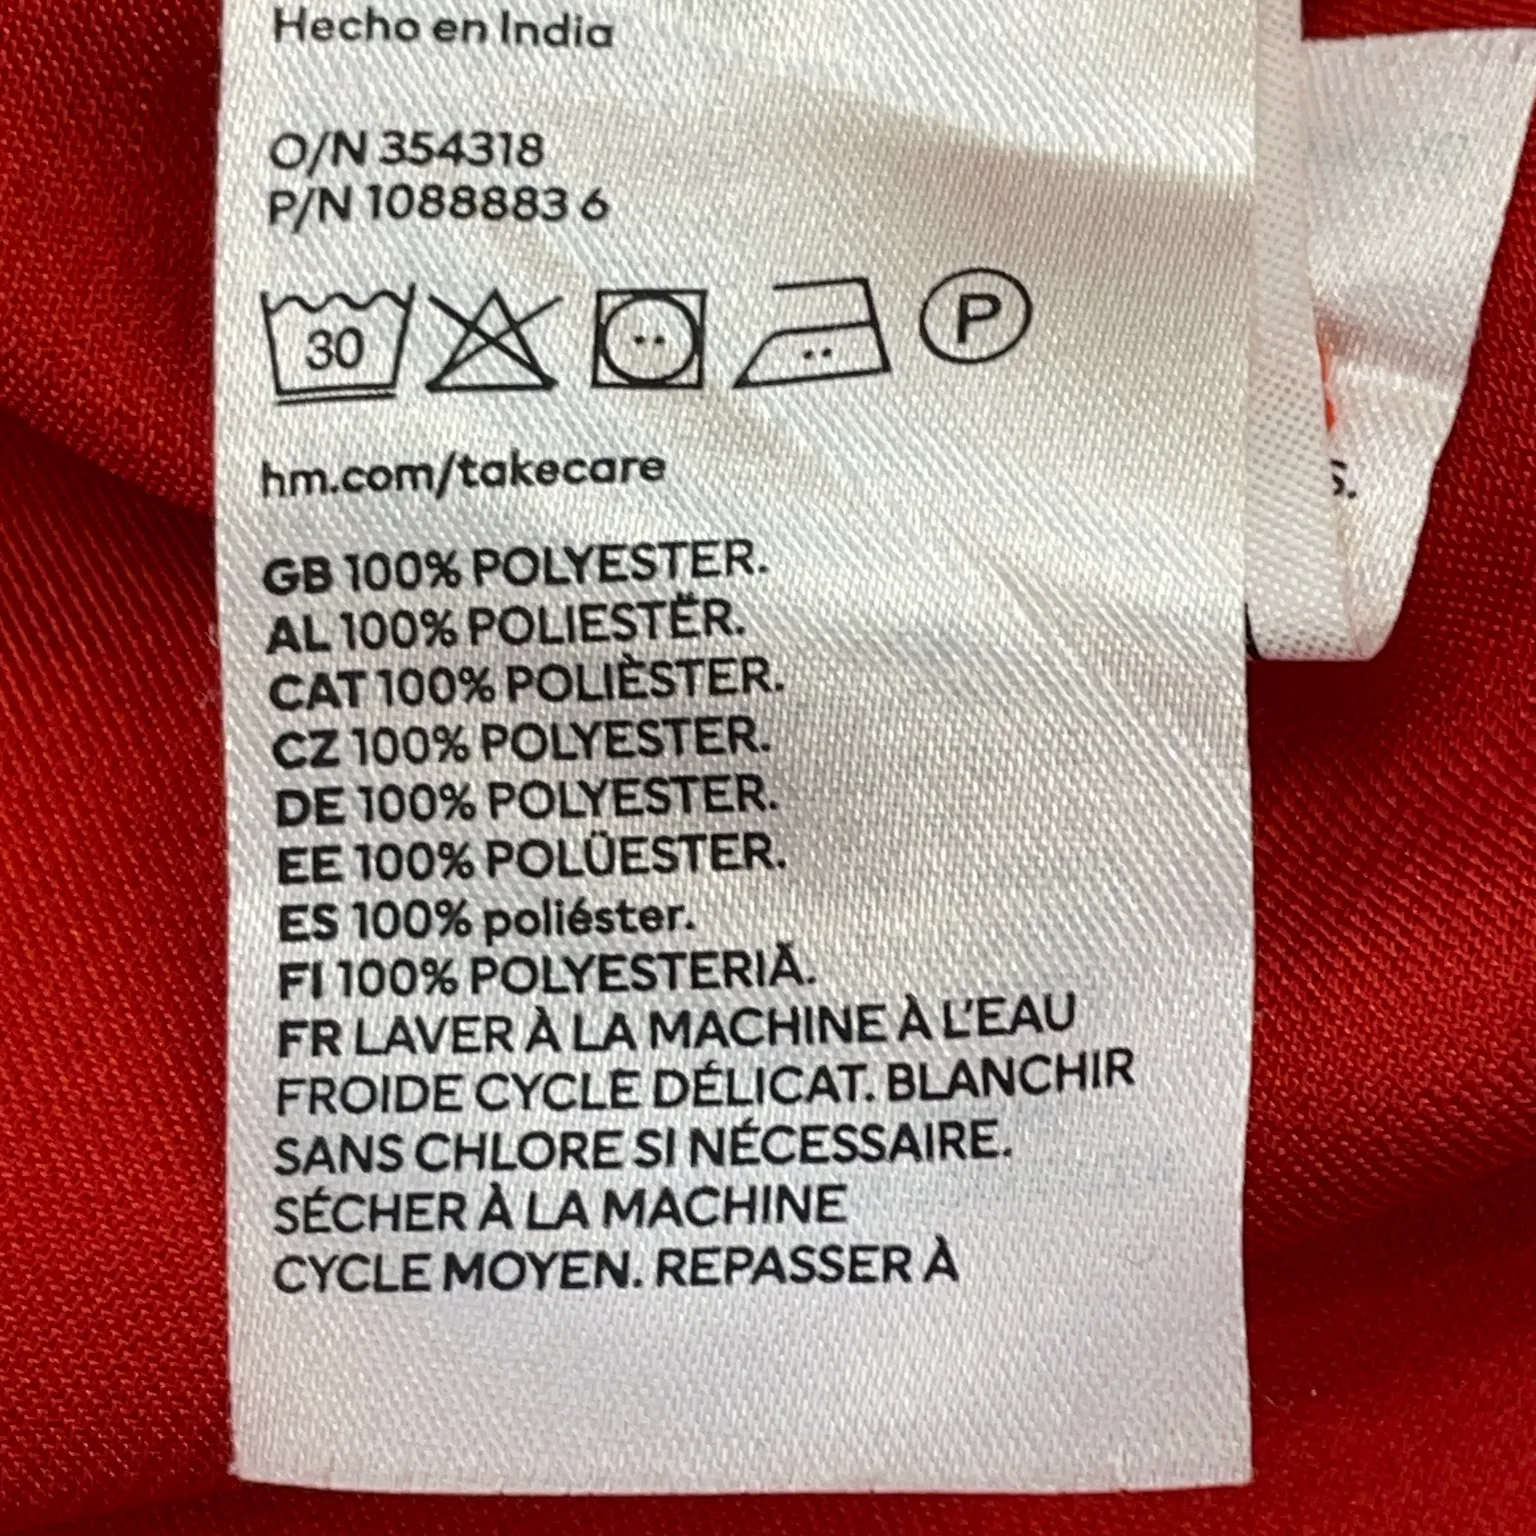 Hecho en India
O/N 354318
P/N 1088883 6
30
P
hm.com/takecare
GB 100% POLYESTER.
AL 100% POLIESTËR.
CAT 100% POLIÈSTER.
CZ 100% POLYESTER.
DE 100% POLYESTER.
EE 100% POLÜESTER.
ES 100% poliéster.
FI 100% POLYESTERIÄ.
FR LAVER À LA MACHINE À L'EAU
FROIDE CYCLE DÉLICAT. BLANCHIR
SANS CHLORE SI NÉCESSAIRE.
SÉCHER À LA MACHINE
CYCLE MOYEN. REPASSER À